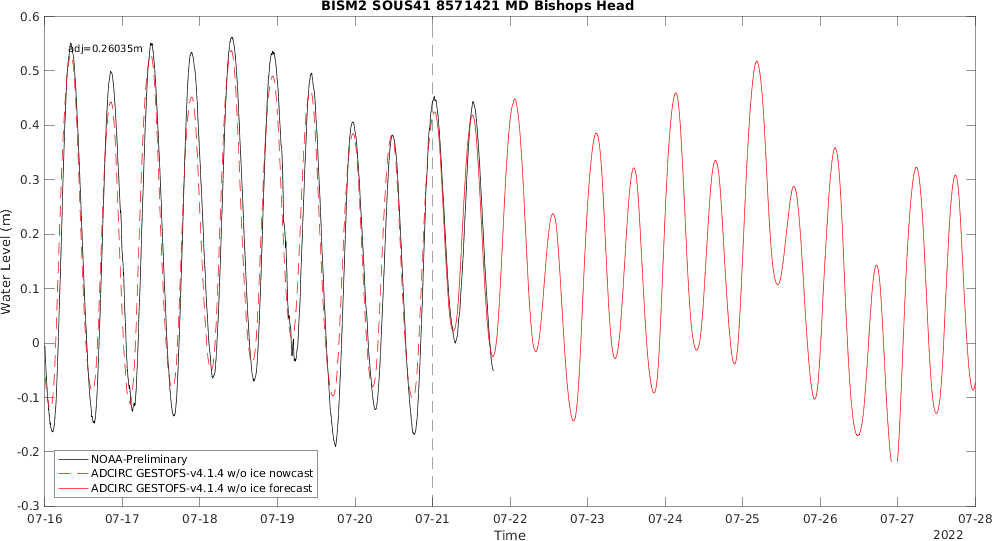 BISM2 SOUS41 8571421 MD Bishops Head
adj=0.26035m
0.6
0.5
0.4
0.3
0.2
0.1
0
-0.1
-0.2
-0.3
Water Level (m)
NOAA-Preliminary
ADCIRC GESTOFS-v4.1.4 w/o ice nowcast
ADCIRC GESTOFS-v4.1.4 w/o ice forecast
07-16 07-17 07-18 07-19 07-20 07-21 07-22 07-23 07-24 07-25 07-26 07-27 07-28
Time
2022